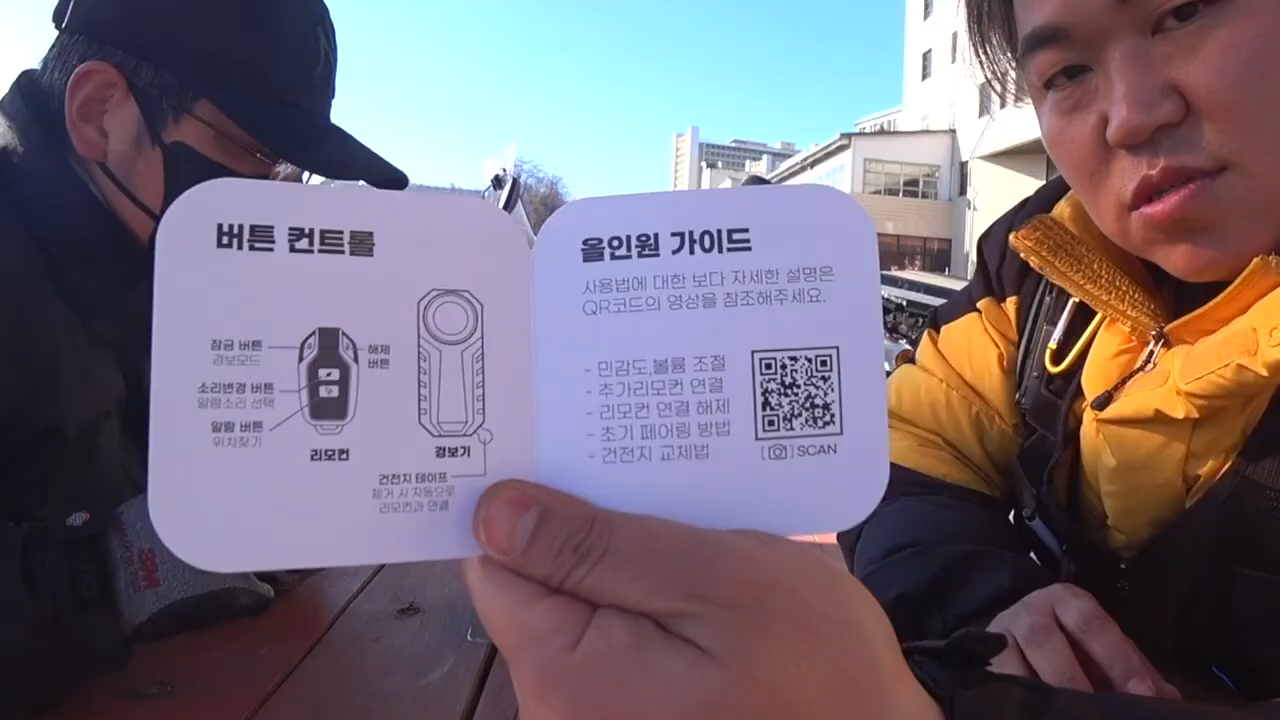 버튼 컨트롤
잠금 버튼
경보모드
해제
버튼
소리변경 버튼
알람소리 선택
알람 버튼
위치찾기
리모컨
경보기
건전지 테이프
제거 시 자동으로
리모컨과 연결
올인원 가이드
사용법에 대한 보다 자세한 설명은
QR코드의 영상을 참조해주세요.
- 민감도,볼륨 조절
- 추가리모컨 연결
- 리모컨 연결 해제
- 초기 페어링 방법
- 건전지 교체법
SCAN
3M